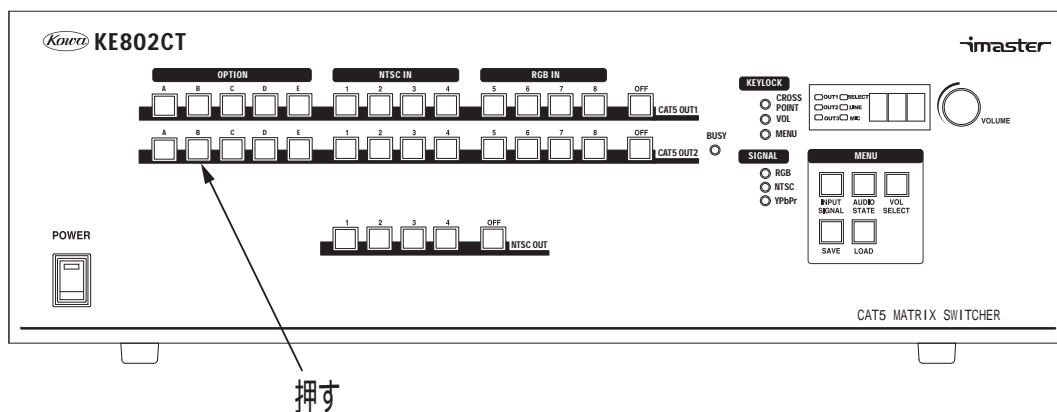 Kowa KE802CT
imaster
OPTION NTSC IN RGB IN
A B C D E 1 2 3 4 5 6 7 8 OFF
CAT5 OUT1
A B C D E 1 2 3 4 5 6 7 8 OFF
CAT5 OUT2
BUSY
KEYLOCK
CROSS
POINT
VOL
MENU
OUT1 SELECT
OUT2 LINE
OUT3 MIC
VOLUME
SIGNAL
RGB
NTSC
YPbPr
MENU
INPUT
SIGNAL
AUDIO
STATE
VOL
SELECT
SAVE LOAD
1 2 3 4 OFF
NTSC OUT
POWER
CAT5 MATRIX SWITCHER
押す